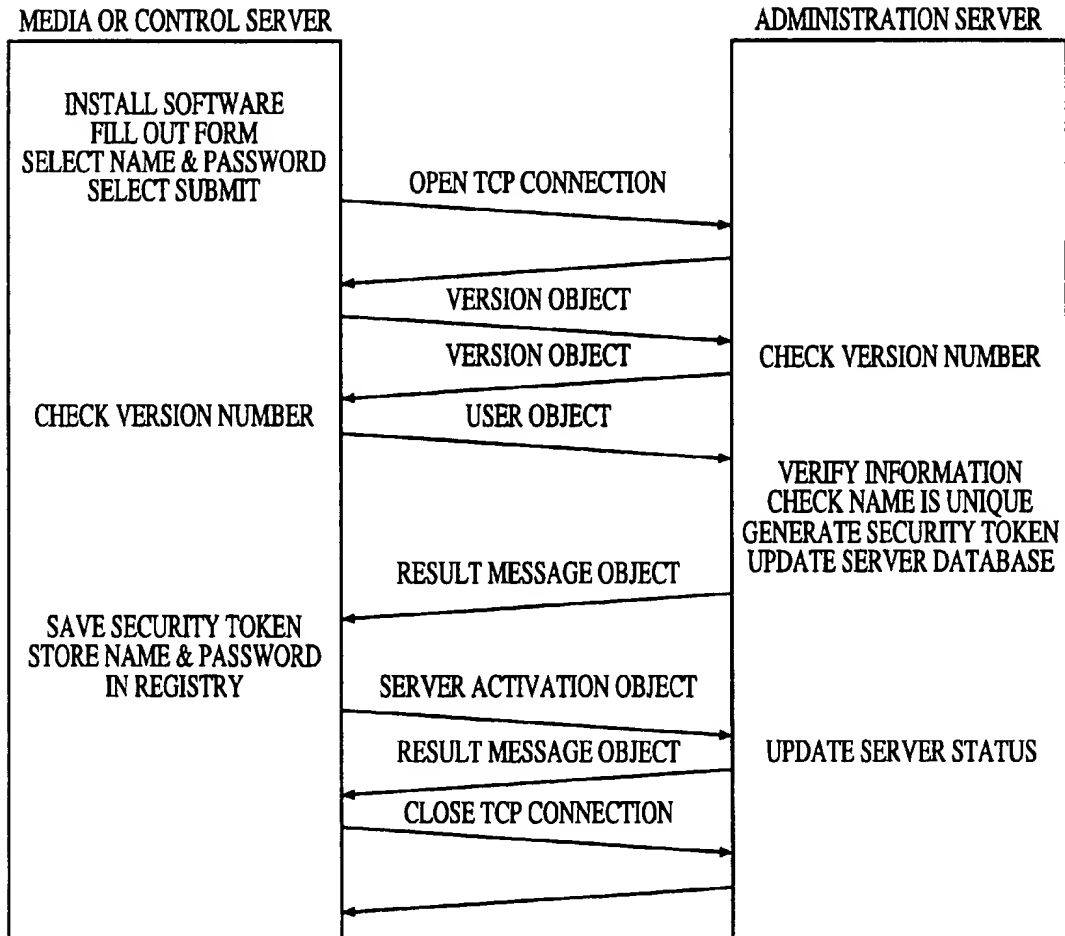 MEDIA OR CONTROL SERVER
ADMINISTRATION SERVER
INSTALL SOFTWARE
FILL OUT FORM
SELECT NAME & PASSWORD
SELECT SUBMIT
OPEN TCP CONNECTION
VERSION OBJECT
VERSION OBJECT
CHECK VERSION NUMBER
CHECK VERSION NUMBER
USER OBJECT
VERIFY INFORMATION
CHECK NAME IS UNIQUE
GENERATE SECURITY TOKEN
UPDATE SERVER DATABASE
RESULT MESSAGE OBJECT
SAVE SECURITY TOKEN
STORE NAME & PASSWORD
IN REGISTRY
SERVER ACTIVATION OBJECT
RESULT MESSAGE OBJECT
UPDATE SERVER STATUS
CLOSE TCP CONNECTION